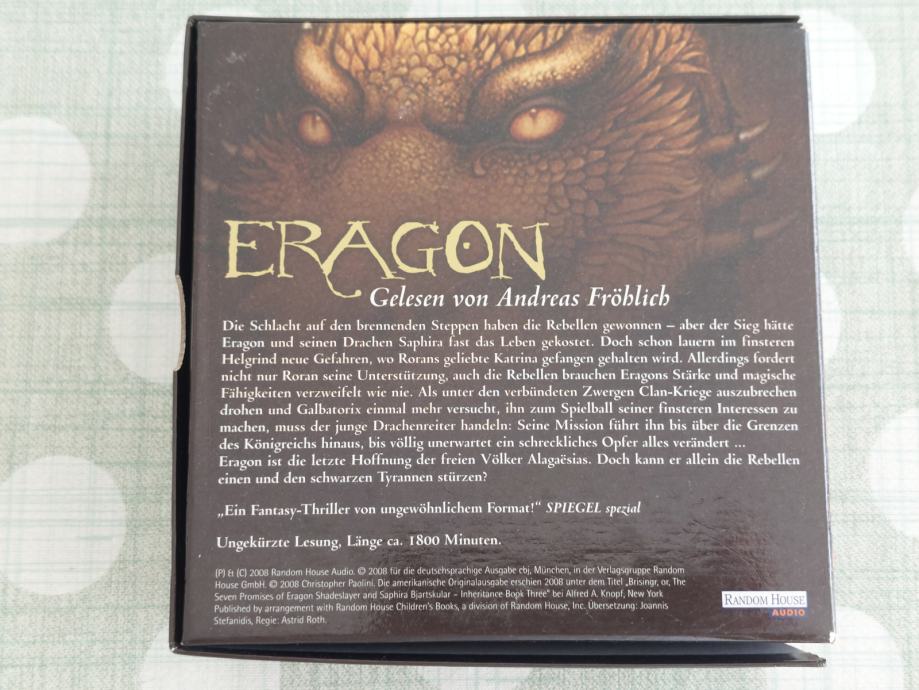 ERAGON
Gelesen von Andreas Fröhlich
Die Schlacht auf den brennenden Steppen haben die Rebellen gewonnen – aber der Sieg hätte
Eragon und seinen Drachen Saphira fast das Leben gekostet. Doch schon lauern im finsteren
Helgrind neue Gefahren, wo Rorans geliebte Katrina gefangen gehalten wird. Allerdings fordert
nicht nur Roran seine Unterstützung, auch die Rebellen brauchen Eragons Stärke und magische
Fähigkeiten verzweifelt wie nie. Als unter den verbündeten Zwergen Clan-Kriege auszubrechen
drohen und Galbatorix einmal mehr versucht, ihn zum Spielball seiner finsteren Interessen zu
machen, muss der junge Drachenreiter handeln: Seine Mission führt ihn bis über die Grenzen
des Königreichs hinaus, bis völlig unerwartet ein schreckliches Opfer alles verändert ...
Eragon ist die letzte Hoffnung der freien Völker Alagaësias. Doch kann er allein die Rebellen
einen und den schwarzen Tyrannen stürzen?
„Ein Fantasy-Thriller von ungewöhnlichem Format!“ SPIEGEL spezial
Ungekürzte Lesung, Länge ca. 1800 Minuten.
(P) & (C) 2008 Random House Audio. © 2008 für die deutschsprachige Ausgabe cbj, München, in der Verlagsgruppe Random
House GmbH. © 2008 Christopher Paolini. Die amerikanische Originalausgabe erschien 2008 unter dem Titel „Brisingr, or, The
Seven Promises of Eragon Shadeslayer and Saphira Bjartskular – Inheritance Book Three“ bei Alfred A. Knopf, New York
Published by arrangement with Random House Children's Books, a division of Random House, Inc. Übersetzung: Joannis
Stefanidis, Regie: Astrid Roth.
RANDOM HOUSE
AUDIO